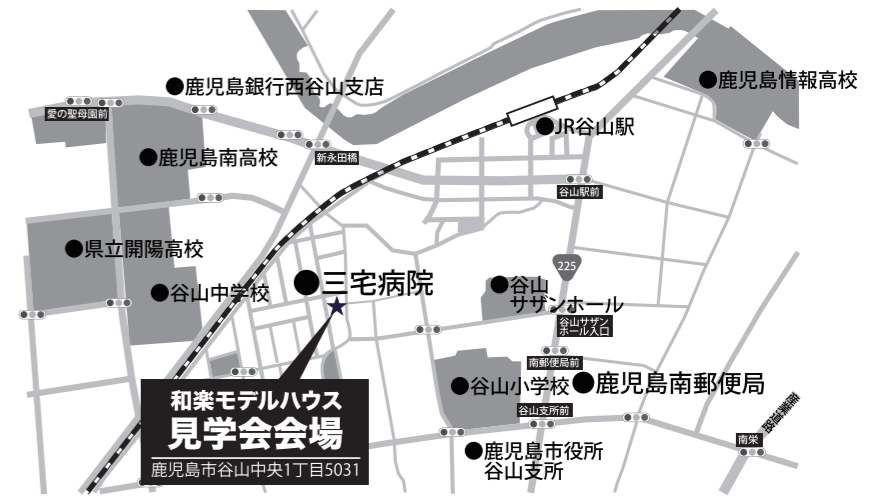 鹿児島銀行西谷山支店
鹿児島情報高校
愛の聖母園前
JR谷山駅
鹿児島南高校
新永田橋
谷山駅前
県立開陽高校
225
三宅病院
谷山
サザンホール
谷山中学校
谷山サザン
ホール入口
南郵便局前
谷山小学校
鹿児島南郵便局
和楽モデルハウス
見学会会場
鹿児島市谷山中央1丁目5031
谷山支所前
産業道路
南栄
鹿児島市役所
谷山支所